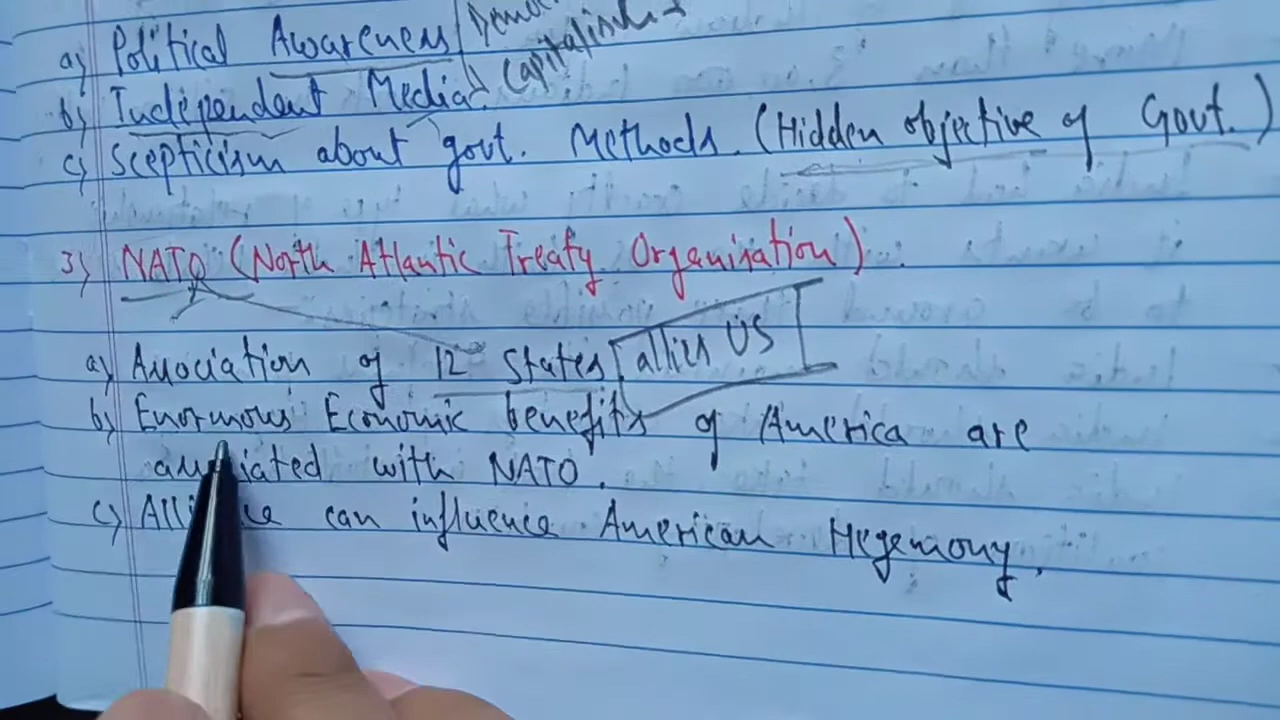 a) Political Awareness
Capitalism
b) Independent Media
c) Scepticism about govt. Methods. (Hidden objective of Govt.)
3) NATO (North Atlantic Treaty Organisation).
a) Association of 12 States allies US
b) Enormous Economic benefits of America are
associated with NATO.
c) Alliance can influence American Hegemony.